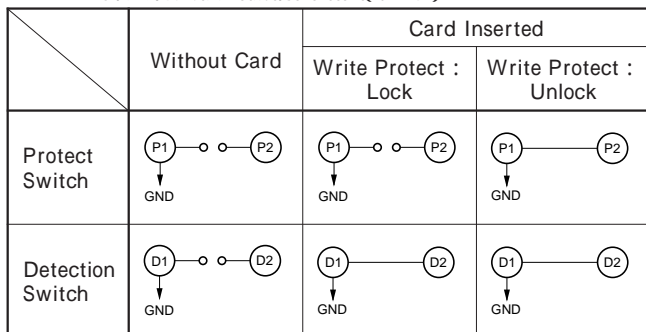 Card Inserted
Without Card
Write Protect :
Lock
Write Protect :
Unlock
Protect
Switch
P1 P2
GND
P1 P2
GND
P1 P2
GND
Detection
Switch
D1 D2
GND
D1 D2
GND
D1 D2
GND